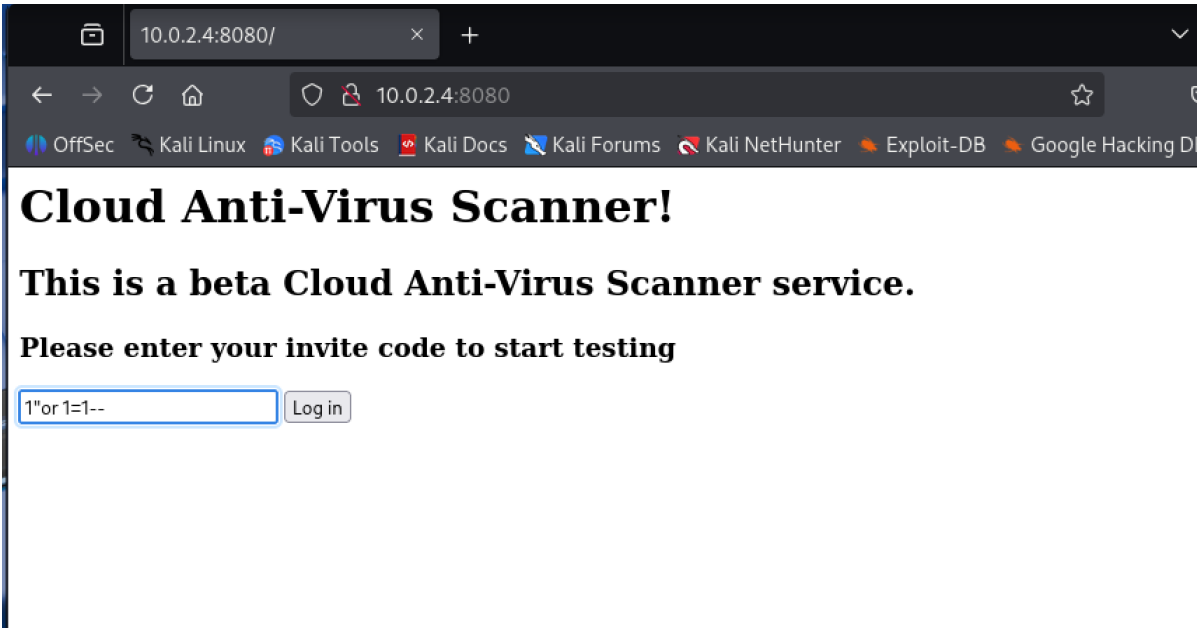 10.0.2.4:8080/
10.0.2.4:8080
OffSec Kali Linux Kali Tools Kali Docs Kali Forums Kali NetHunter Exploit-DB Google Hacking
Cloud Anti-Virus Scanner!
This is a beta Cloud Anti-Virus Scanner service.
Please enter your invite code to start testing
1"or 1=1-- Log in